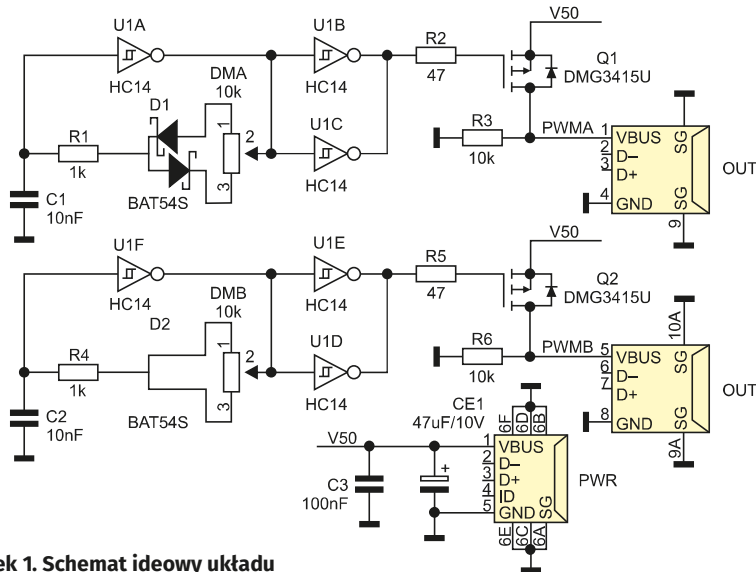 V50
U1A
U1B
R2
Q1
HC14
DMA
10k
HC14
47
DMG3415U
D1
U1C
R3
PWMA
R1
1
2
3
10k
1
2
3
4
VBUS
D−
D+
GND
SG
SG
OUT
1k
HC14
C1
10nF
BAT54S
9
U1F
U1E
R5
V50
Q2
HC14
DMB
10k
HC14
47
DMG3415U
D2
U1D
R6
PWMB
10A
R4
1
2
3
10k
5
6
7
8
VBUS
D−
D+
GND
SG
SG
OUT
1k
HC14
C2
10nF
BAT54S
CE1
47uF/10V
9A
6F
6D
6B
V50
1
2
3
4
5
VBUS
D−
D+
ID
GND
SG
PWR
C3
100nF
+
6E
6C
6A
ek 1. Schemat ideowy układu